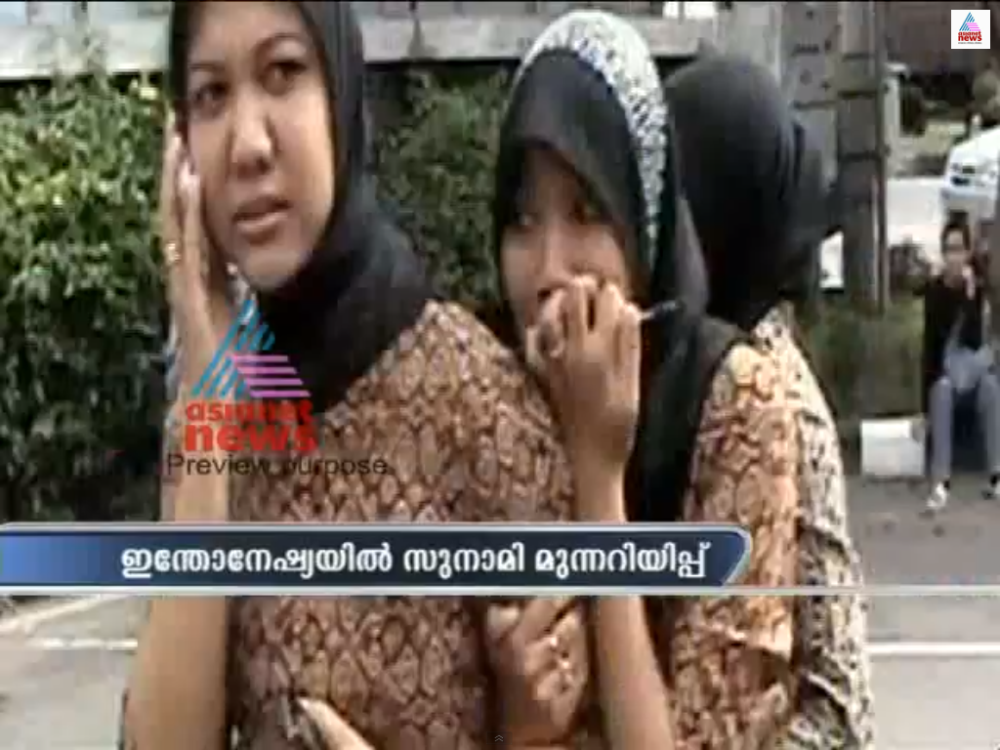 asianet
news
asianet
news
Preview purpose
ഇന്തോനേഷ്യയിൽ സുനാമി മുന്നറിയിപ്പ്